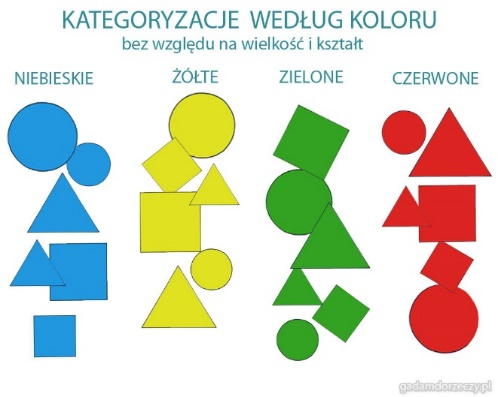 KATEGORYZACJE WEDŁUG KOLORU
bez względu na wielkość i kształt
NIEBIESKIE
ŻÓŁTE
ZIELONE
CZERWONE
gadamdorzeczy.pl